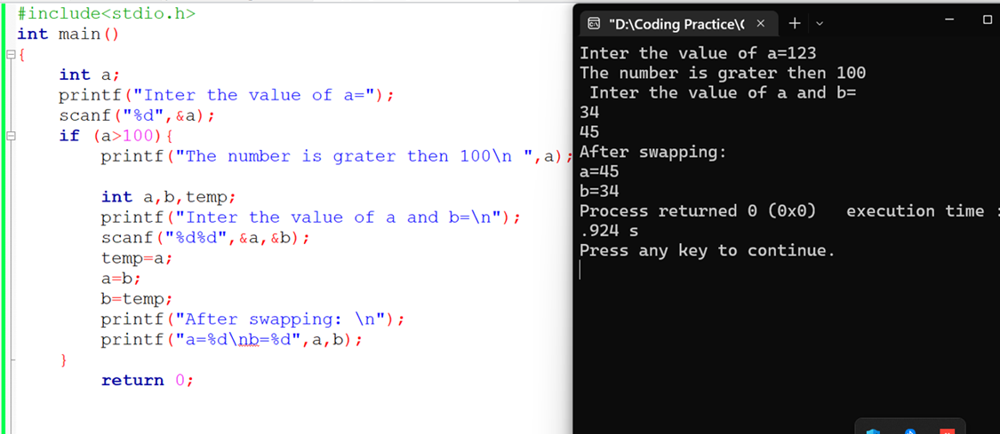 #include<stdio.h>
int main()
{
int a;
printf("Inter the value of a=");
scanf("%d",&a);
if (a>100){
printf("The number is grater then 100\n ",a);
int a,b,temp;
printf("Inter the value of a and b=\n");
scanf("%d%d",&a,&b);
temp=a;
a=b;
b=temp;
printf("After swapping: \n");
printf("a=%d\nb=%d",a,b);
}
return 0;
"D:\Coding Practice\(
Inter the value of a=123
The number is grater then 100
Inter the value of a and b=
34
45
After swapping:
a=45
b=34
Process returned 0 (0x0)   execution time :
.924 s
Press any key to continue.